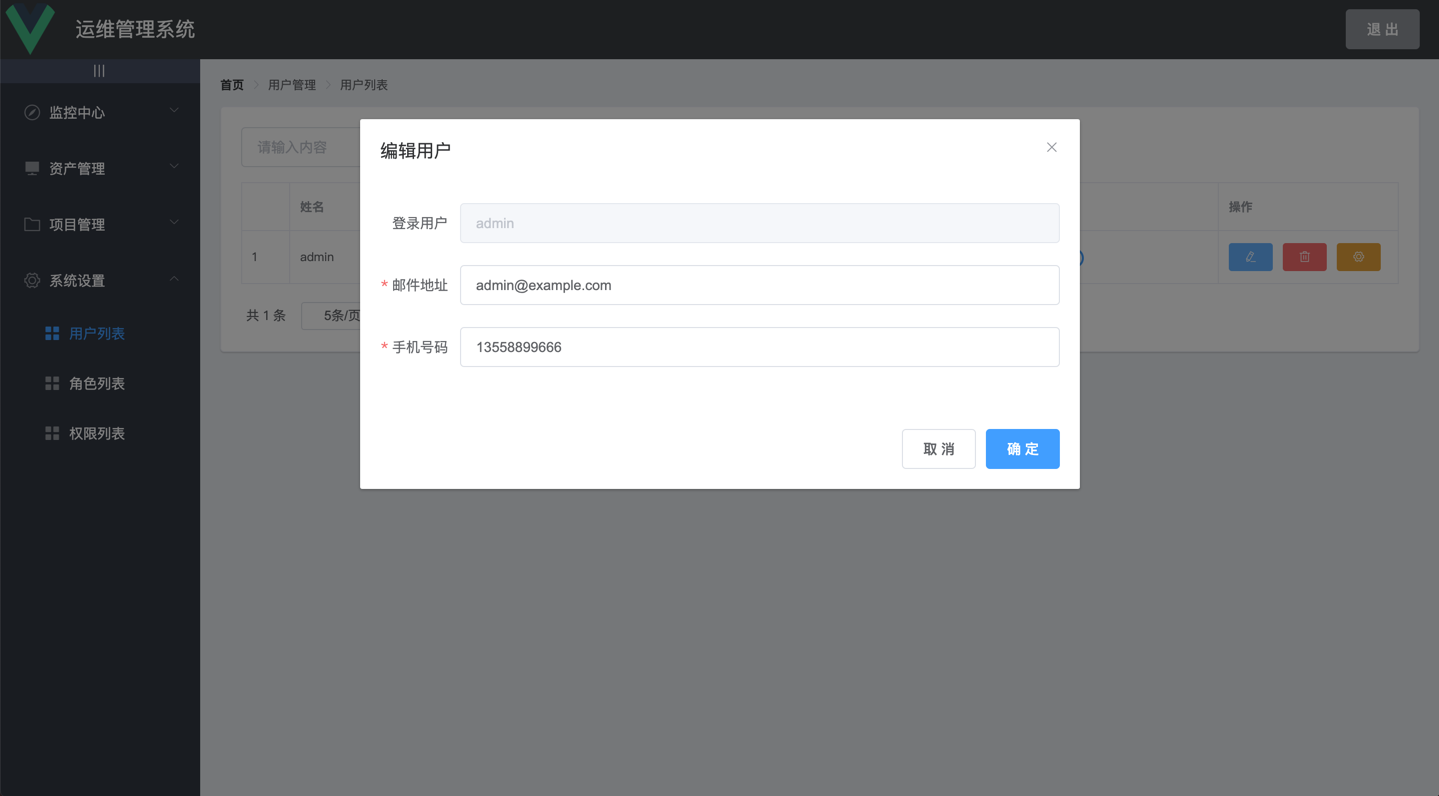 运维管理系统
退 出
|||
首页 用户管理 用户列表
监控中心
资产管理
项目管理
系统设置
用户列表
角色列表
权限列表
请输入内容
姓名
操作
1 admin
共 1 条 5条/页
编辑用户
登录用户 admin
* 邮件地址 admin@example.com
* 手机号码 13558899666
取 消 确 定